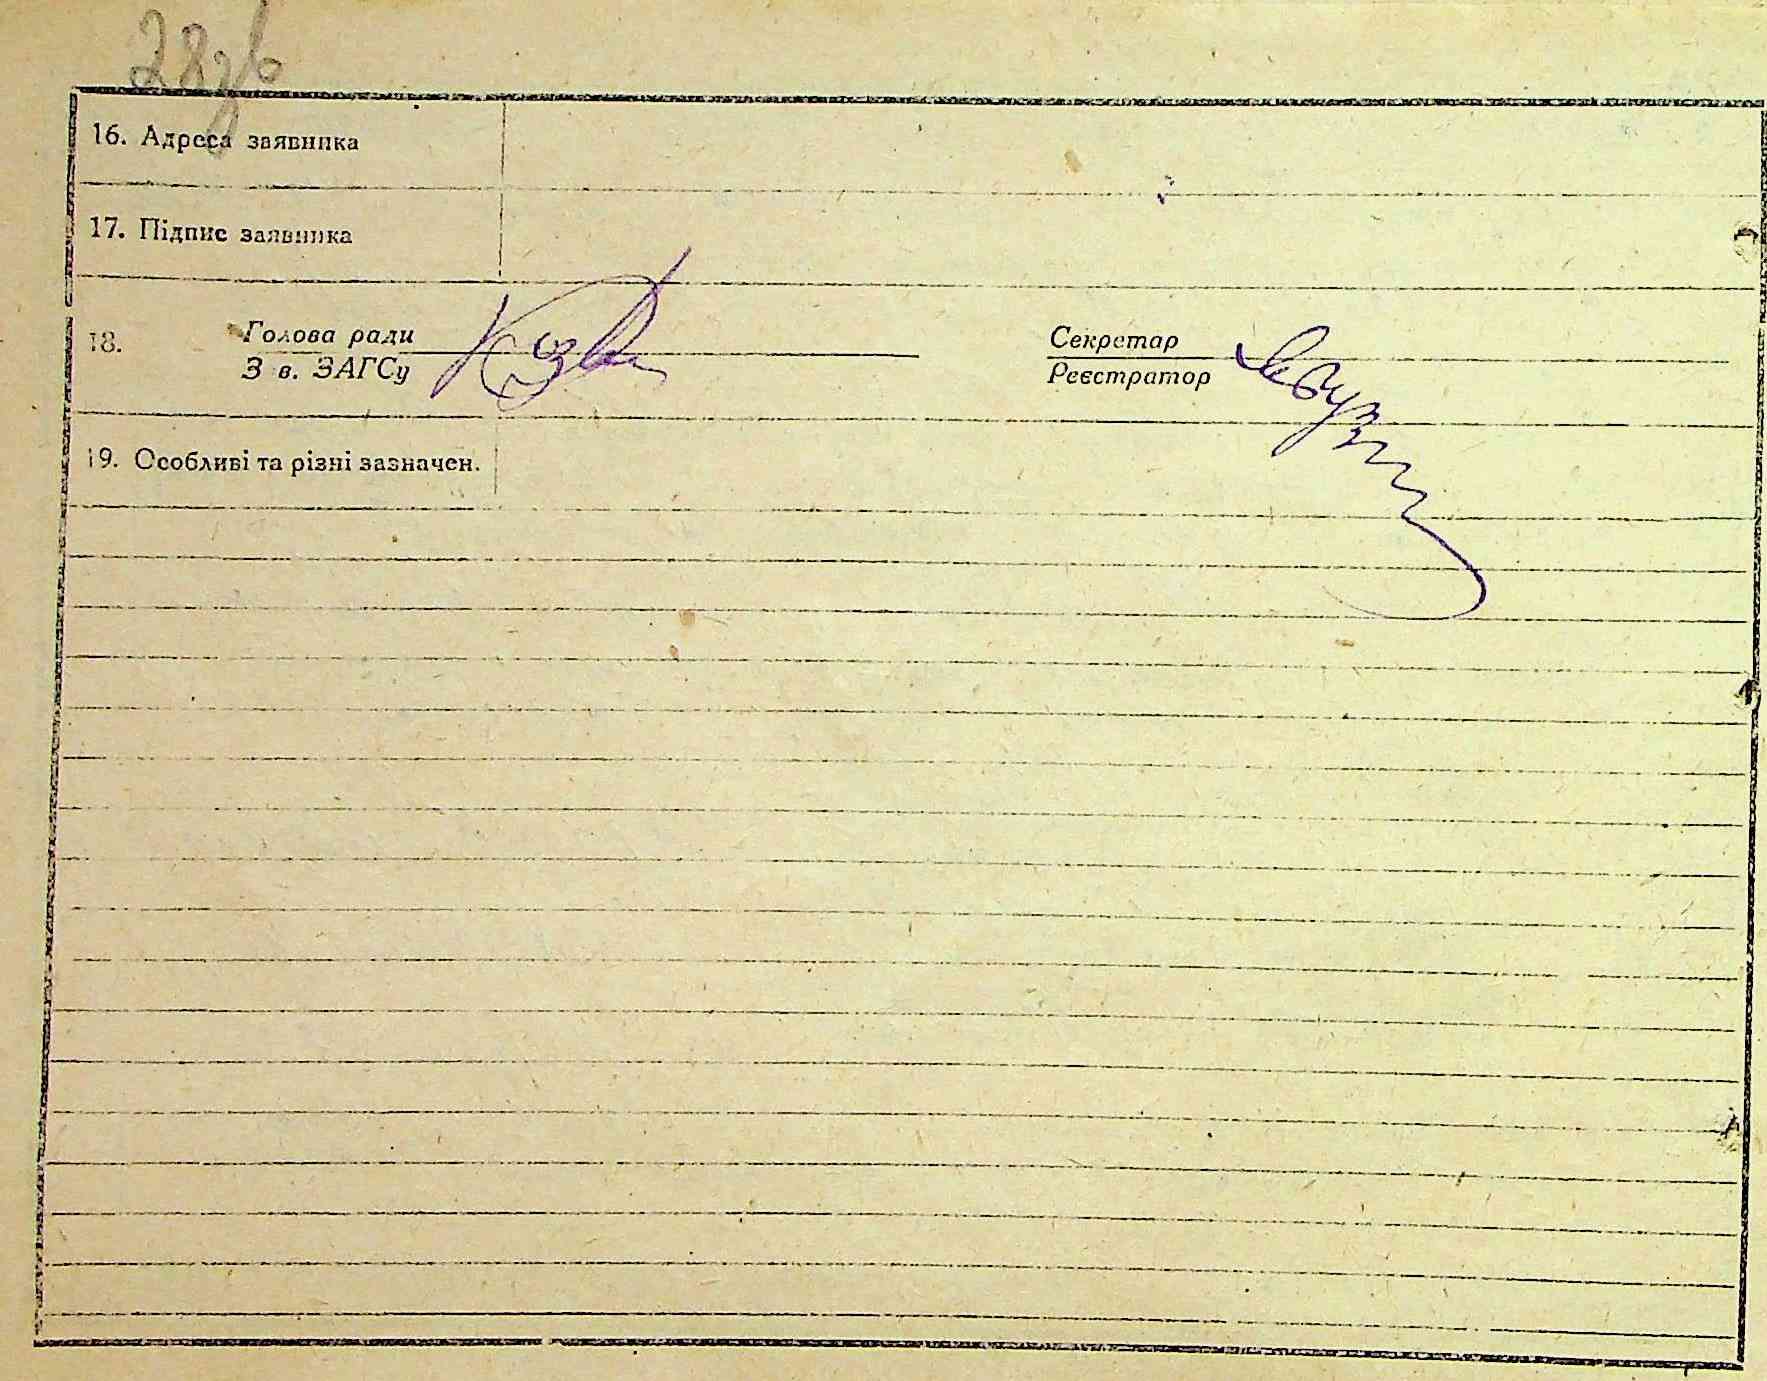 28зв
16. Адреса заявника
17. Підпис заявника
18. Голова ради Секретар
З в. ЗАГСу Реєстратор
19. Особливі та різні зазначен.